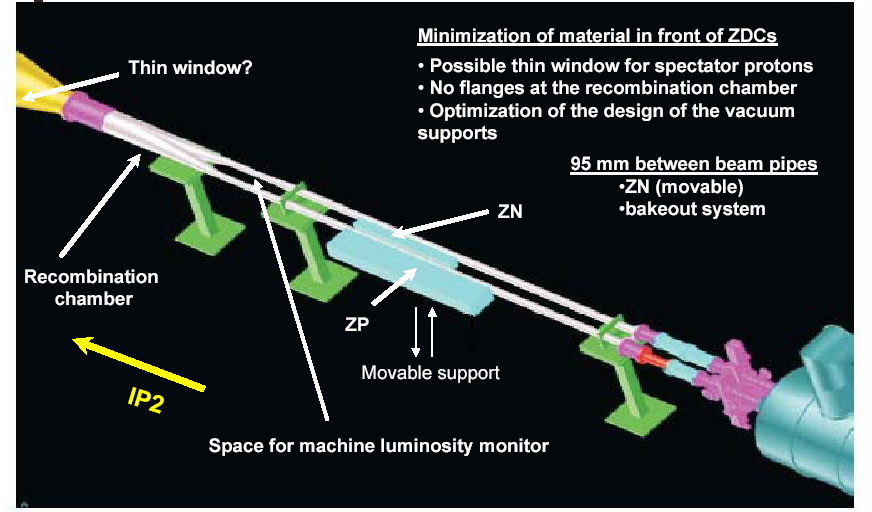 Minimization of material in front of ZDCs
• Possible thin window for spectator protons
• No flanges at the recombination chamber
• Optimization of the design of the vacuum
supports
Thin window?
95 mm between beam pipes
•ZN (movable)
•bakeout system
ZN
Recombination
chamber
ZP
Movable support
IP2
Space for machine luminosity monitor